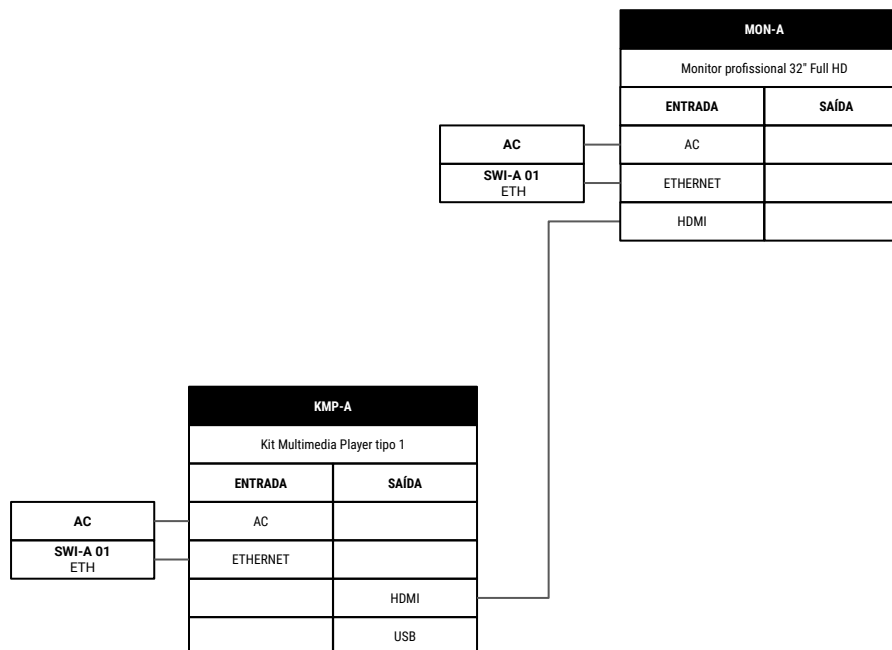 MON-A
Monitor profissional 32" Full HD
ENTRADA SAÍDA
AC AC
SWI-A 01
ETH
ETHERNET
HDMI
KMP-A
Kit Multimedia Player tipo 1
ENTRADA SAÍDA
AC AC
SWI-A 01
ETH
ETHERNET
HDMI
USB